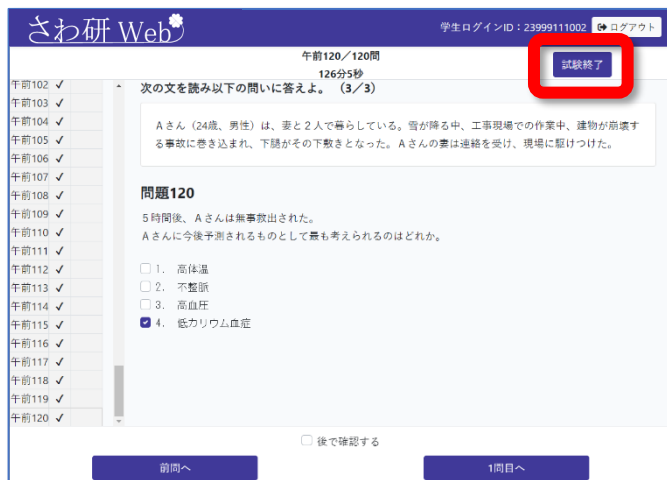 さわ研 Web
学生ログインID：23999111002
ログアウト
午前120／120問
126分5秒
試験終了
午前102 ✓
午前103 ✓
午前104 ✓
午前105 ✓
午前106 ✓
午前107 ✓
午前108 ✓
午前109 ✓
午前110 ✓
午前111 ✓
午前112 ✓
午前113 ✓
午前114 ✓
午前115 ✓
午前116 ✓
午前117 ✓
午前118 ✓
午前119 ✓
午前120 ✓
次の文を読み以下の問いに答えよ。（3／3）
Aさん（24歳、男性）は、妻と２人で暮らしている。雪が降る中、工事現場での作業中、建物が崩壊す
る事故に巻き込まれ、下腿がその下敷きとなった。Aさんの妻は連絡を受け、現場に駆けつけた。
問題120
５時間後、Aさんは無事救出された。
Aさんに今後予測されるものとして最も考えられるのはどれか。
1. 高体温
2. 不整脈
3. 高血圧
4. 低カリウム血症
後で確認する
前問へ
1問目へ